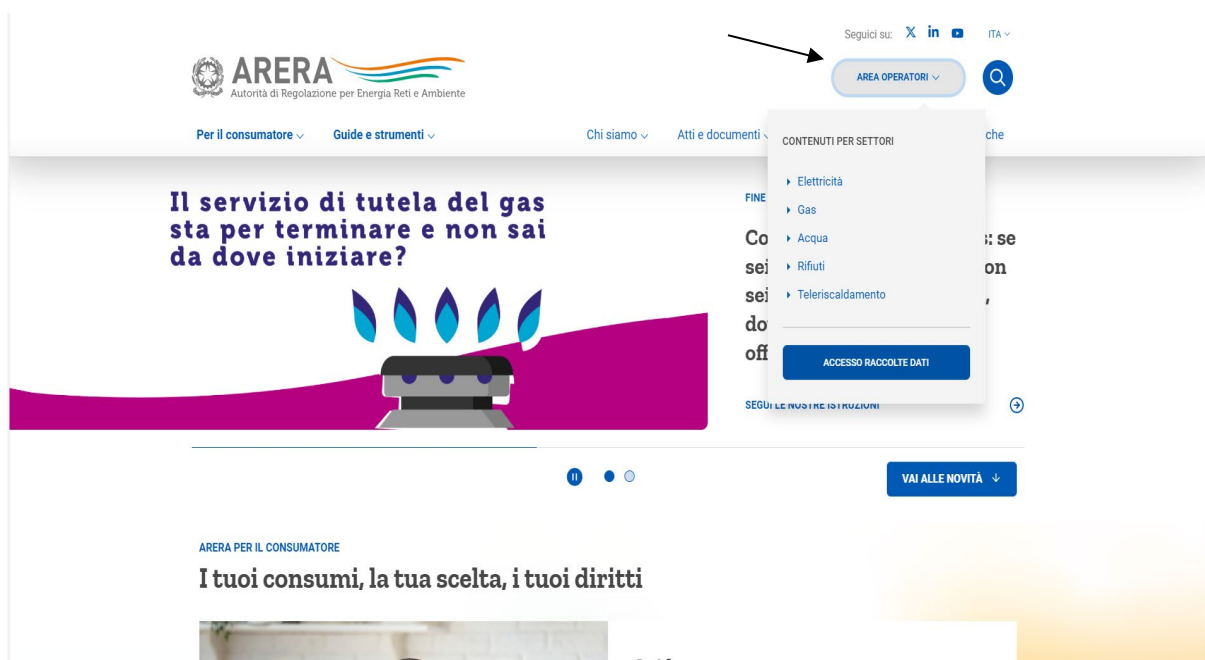 Seguici su:
ITA
ARERA
Autorità di Regolazione per Energia Reti e Ambiente
AREA OPERATORI
Per il consumatore
Guide e strumenti
Chi siamo
Atti e documenti
che
CONTENUTI PER SETTORI
Elettricità
Gas
Acqua
Rifiuti
Teleriscaldamento
ACCESSO RACCOLTE DATI
Il servizio di tutela del gas
sta per terminare e non sai
da dove iniziare?
FINE
Co
s: se
sei
on
sei
,
do
off
SEGUI LE NOSTRE ISTRUZIONI
VAI ALLE NOVITÀ
ARERA PER IL CONSUMATORE
I tuoi consumi, la tua scelta, i tuoi diritti